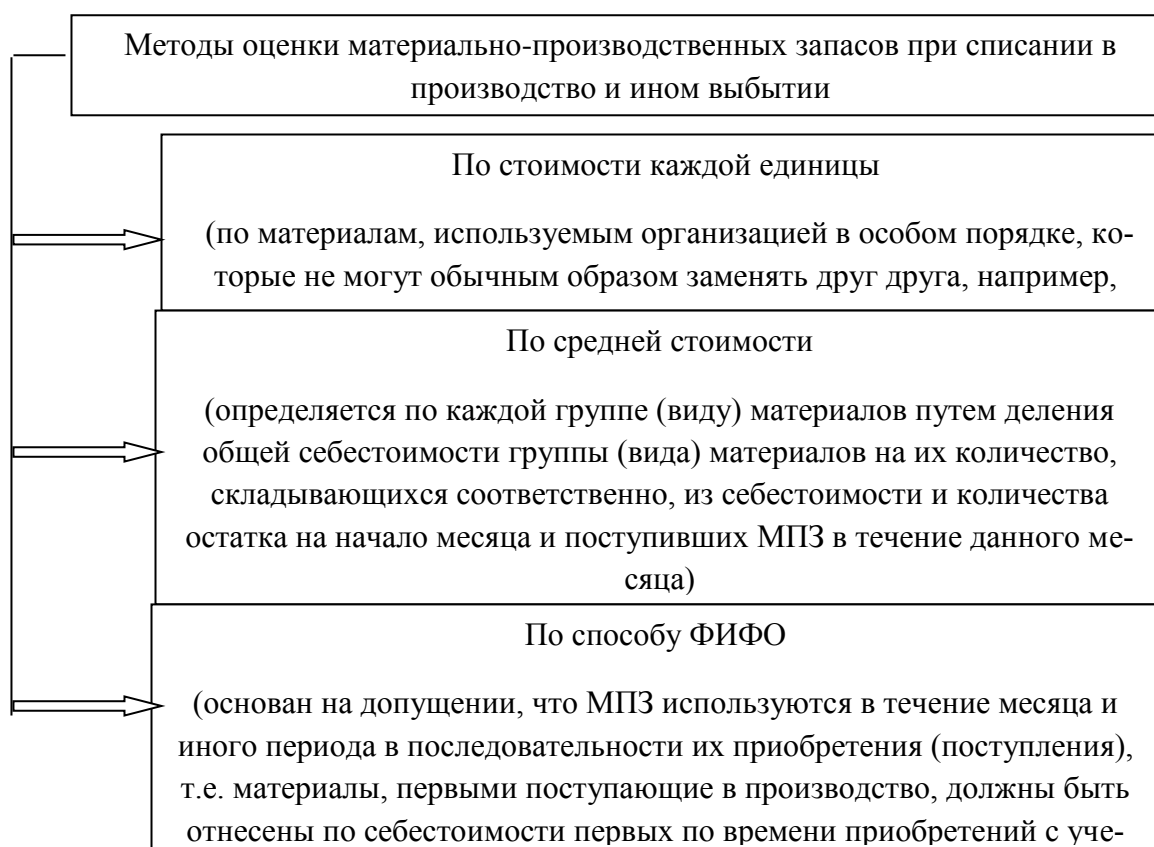 Методы оценки материально-производственных запасов при списании в
производство и ином выбытии
По стоимости каждой единицы
(по материалам, используемым организацией в особом порядке, ко-
торые не могут обычным образом заменять друг друга, например,
По средней стоимости
(определяется по каждой группе (виду) материалов путем деления
общей себестоимости группы (вида) материалов на их количество,
складывающихся соответственно, из себестоимости и количества
остатка на начало месяца и поступивших МПЗ в течение данного ме-
сяца)
По способу ФИФО
(основан на допущении, что МПЗ используются в течение месяца и
иного периода в последовательности их приобретения (поступления),
т.е. материалы, первыми поступающие в производство, должны быть
отнесены по себестоимости первых по времени приобретений с уче-